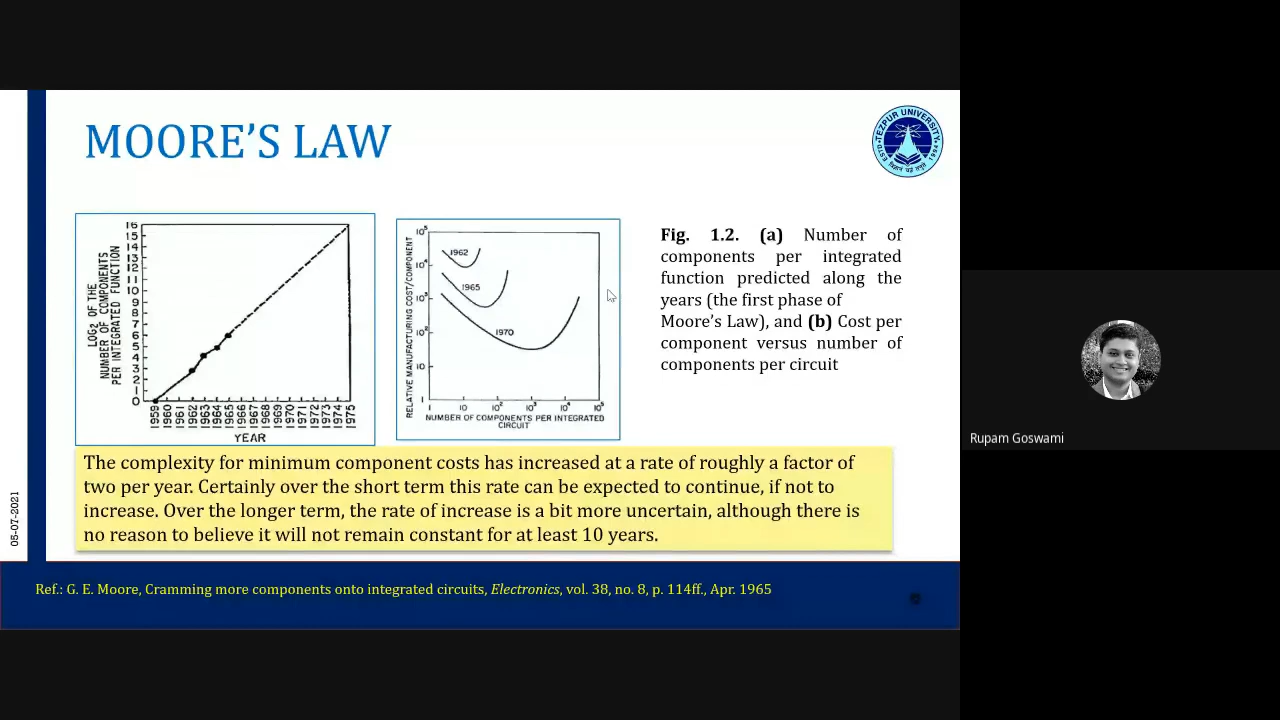 MOORE’S LAW
TEZPUR UNIVERSITY
LOG₂ OF THE
NUMBER OF COMPONENTS
PER INTEGRATED FUNCTION
16
15
14
13
12
11
10
9
8
7
6
5
4
3
2
1
0
1959
1960
1961
1962
1963
1964
1965
1966
1967
1968
1969
1970
1971
1972
1973
1974
1975
YEAR
RELATIVE MANUFACTURING COST/COMPONENT
10⁵
10⁴
10³
10²
10
1
1962
1965
1970
1
10
10²
10³
10⁴
10⁵
NUMBER OF COMPONENTS PER INTEGRATED
CIRCUIT
Fig. 1.2. (a) Number of
components per integrated
function predicted along the
years (the first phase of
Moore’s Law), and (b) Cost per
component versus number of
components per circuit
The complexity for minimum component costs has increased at a rate of roughly a factor of
two per year. Certainly over the short term this rate can be expected to continue, if not to
increase. Over the longer term, the rate of increase is a bit more uncertain, although there is
no reason to believe it will not remain constant for at least 10 years.
Ref.: G. E. Moore, Cramming more components onto integrated circuits, Electronics, vol. 38, no. 8, p. 114ff., Apr. 1965
Rupam Goswami